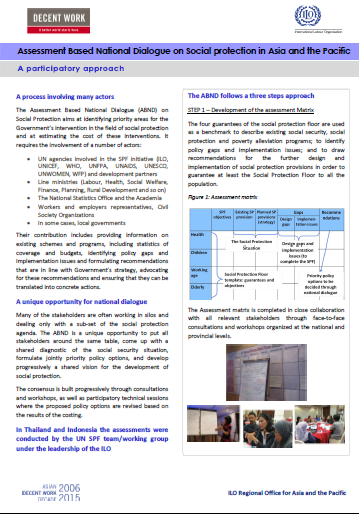 DECENT WORK
A better world starts here.
ILO
International Labour Organization
Assessment Based National Dialogue on Social protection in Asia and the Pacific
A participatory approach
A process involving many actors
The Assessment Based National Dialogue (ABND) on
Social Protection aims at identifying priority areas for the
Government's intervention in the field of social protection
and at estimating the cost of these interventions. It
requires the involvement of a number of actors:
• UN agencies involved in the SPF initiative (ILO,
UNICEF, WHO, UNFPA, UNAIDS, UNESCO,
UNWOMEN, WFP) and development partners
• Line ministries (Labour, Health, Social Welfare,
Finance, Planning, Rural Development and so on)
• The National Statistics Office and the Academia
• Workers and employers representatives, Civil
Society Organizations
• In some cases, local governments
Their contribution includes providing information on
existing schemes and programs, including statistics of
coverage and budgets, identifying policy gaps and
implementation issues and formulating recommendations
that are in line with Government's strategy, advocating
for these recommendations and ensuring that they can be
translated into concrete actions.
A unique opportunity for national dialogue
Many of the stakeholders are often working in silos and
dealing only with a sub-set of the social protection
agenda. The ABND is a unique opportunity to put all
stakeholders around the same table, come up with a
shared diagnostic of the social security situation,
formulate jointly priority policy options, and develop
progressively a shared vision for the development of
social protection.
The consensus is built progressively through consultations
and workshops, as well as participatory technical sessions
where the proposed policy options are revised based on
the results of the costing.
In Thailand and Indonesia the assessments were
conducted by the UN SPF team/working group
under the leadership of the ILO
The ABND follows a three steps approach
STEP 1 – Development of the assessment Matrix
The four guarantees of the social protection floor are used
as a benchmark to describe existing social security, social
protection and poverty alleviation programs; to identify
policy gaps and implementation issues; and to draw
recommendations for the further design and
implementation of social protection provisions in order to
guarantee at least the Social Protection Floor to all the
population.
Figure 1: Assessment matrix
SPF objectives
Existing SP provision
Planned SP provisions (strategy)
Gaps
Design gaps
Implementation issues
Recommendations
Health
Children
Working age
Elderly
The Social Protection Situation
Design gaps and implementation issues (to complete the SPF)
Social Protection Floor template: guarantees and objectives
Priority policy options to be decided through national dialogue
The Assessment matrix is completed in close collaboration
with all relevant stakeholders through face-to-face
consultations and workshops organized at the national and
provincial levels.
ASIAN 2006
DECENT WORK
DECADE 2015
ILO Regional Office for Asia and the Pacific